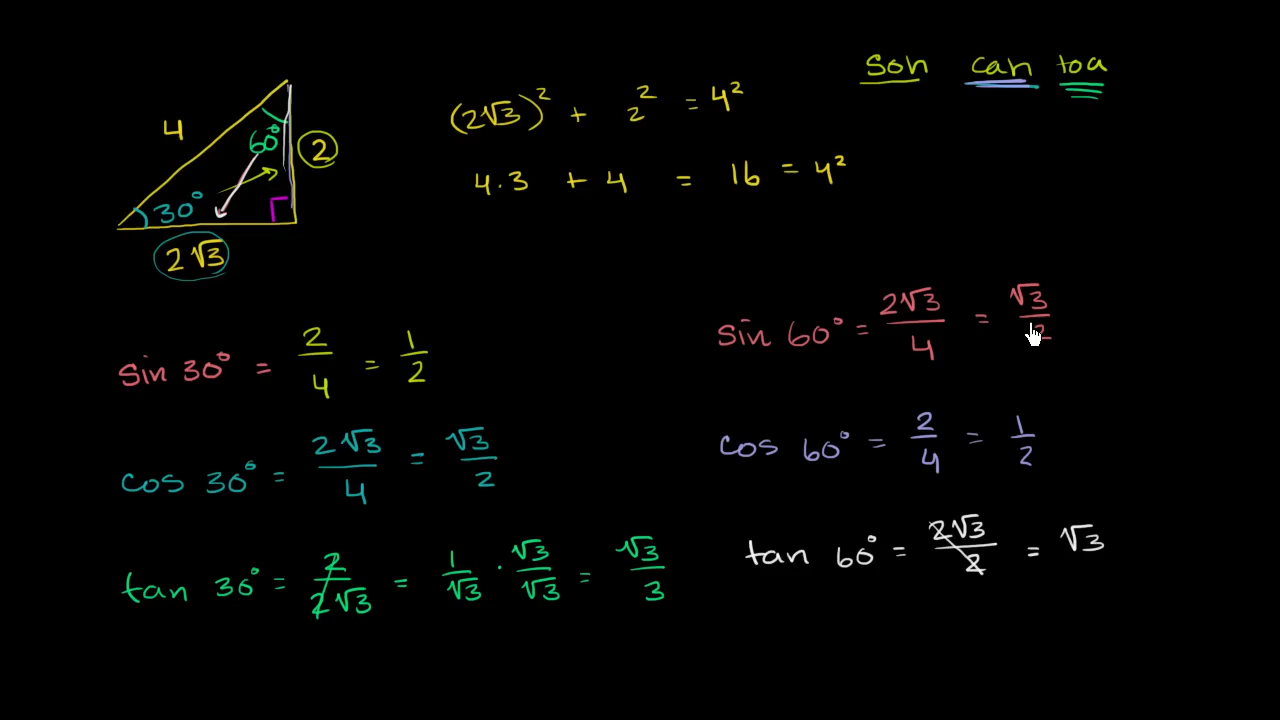 soh cah toa
(2√3)² + 2² = 4²
4·3 + 4 = 16 = 4²
4
60°
2
30°
2√3
sin 30° = 2/4 = 1/2
cos 30° = 2√3/4 = √3/2
tan 30° = 2/2√3 = 1/√3 · √3/√3 = √3/3
sin 60° = 2√3/4 = √3/2
cos 60° = 2/4 = 1/2
tan 60° = 2√3/2 = √3